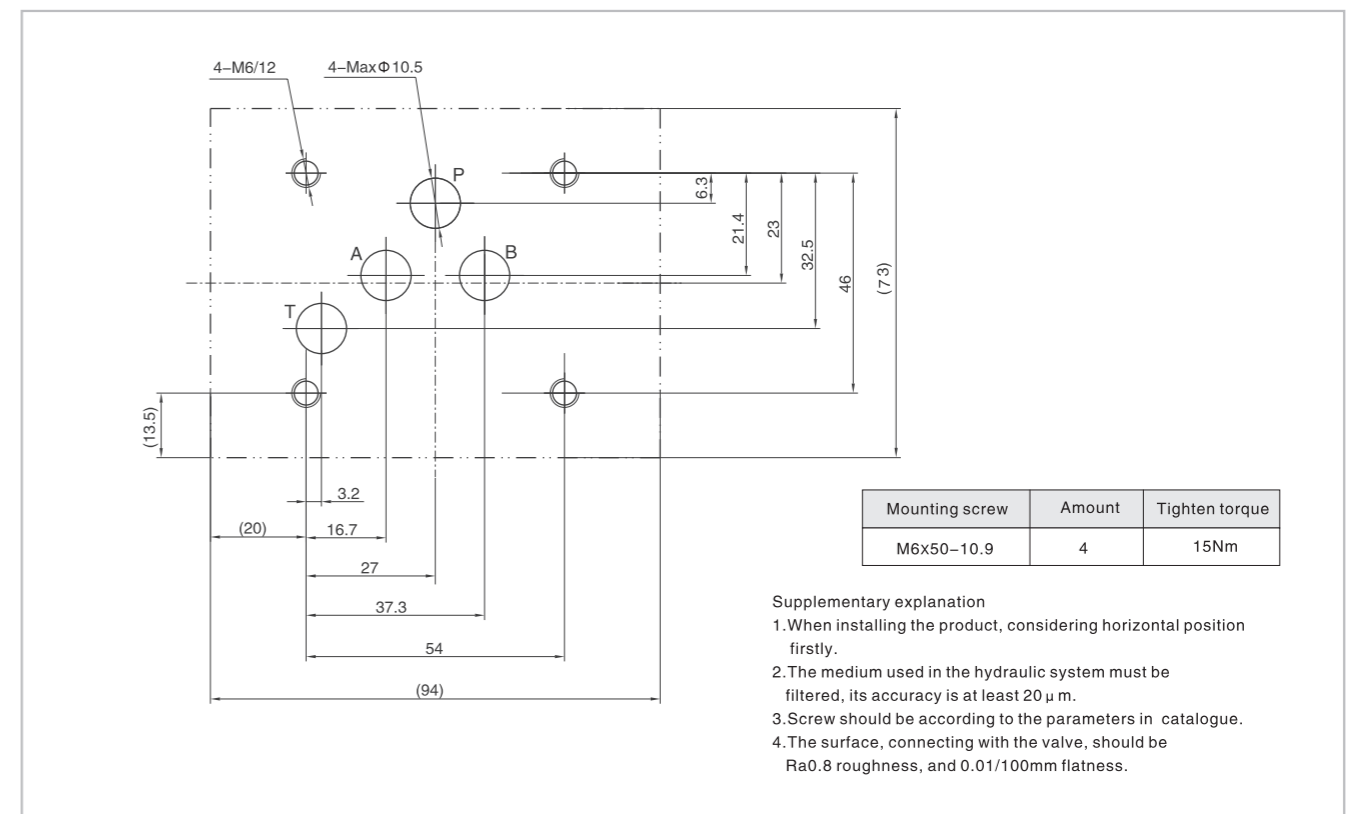 4–M6/12
4–MaxΦ10.5
P
A
B
T
6.3
21.4
23
32.5
46
(73)
(13.5)
3.2
(20)
16.7
27
37.3
54
(94)
Mounting screw Amount Tighten torque
M6X50–10.9 4 15Nm
Supplementary explanation
1.When installing the product, considering horizontal position
firstly.
2.The medium used in the hydraulic system must be
filtered, its accuracy is at least 20μm.
3.Screw should be according to the parameters in catalogue.
4.The surface, connecting with the valve, should be
Ra0.8 roughness, and 0.01/100mm flatness.